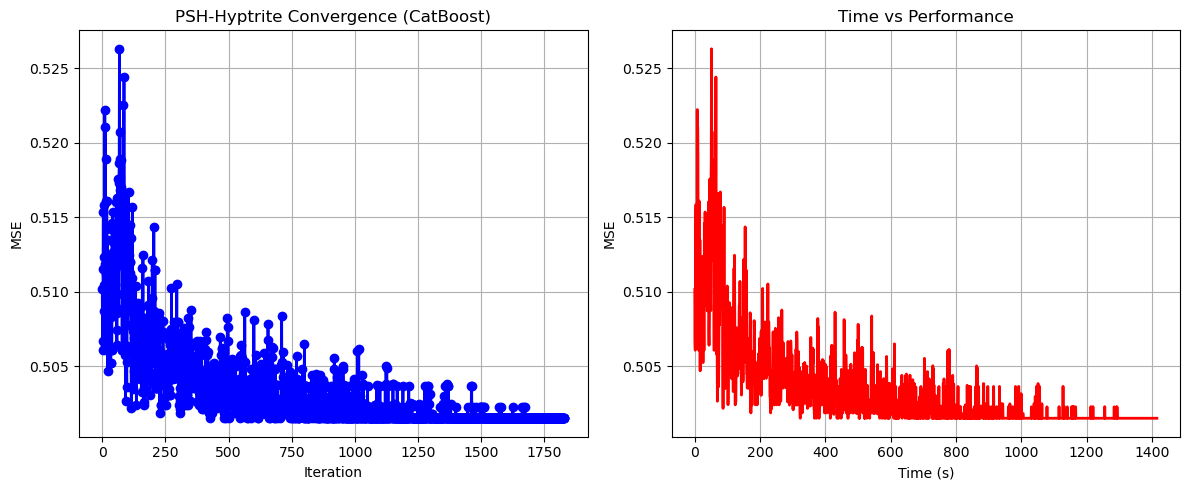 PSH-Hyptrite Convergence (CatBoost)
MSE
0.525
0.520
0.515
0.510
0.505
0 250 500 750 1000 1250 1500 1750
Iteration
Time vs Performance
MSE
0.525
0.520
0.515
0.510
0.505
0 200 400 600 800 1000 1200 1400
Time (s)